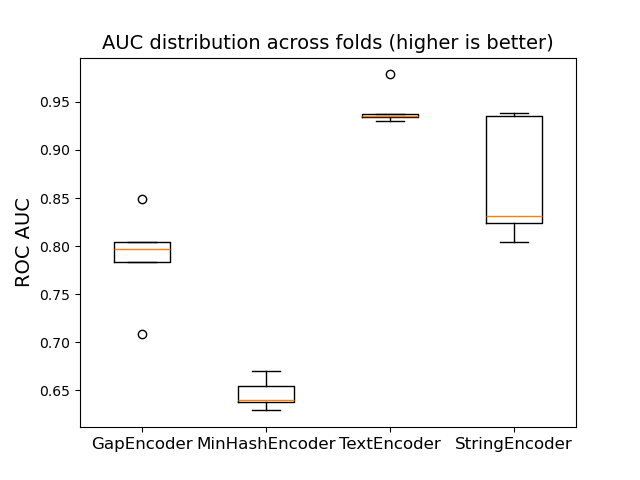 AUC distribution across folds (higher is better)
ROC AUC
0.95
0.90
0.85
0.80
0.75
0.70
0.65
GapEncoder MinHashEncoder TextEncoder StringEncoder